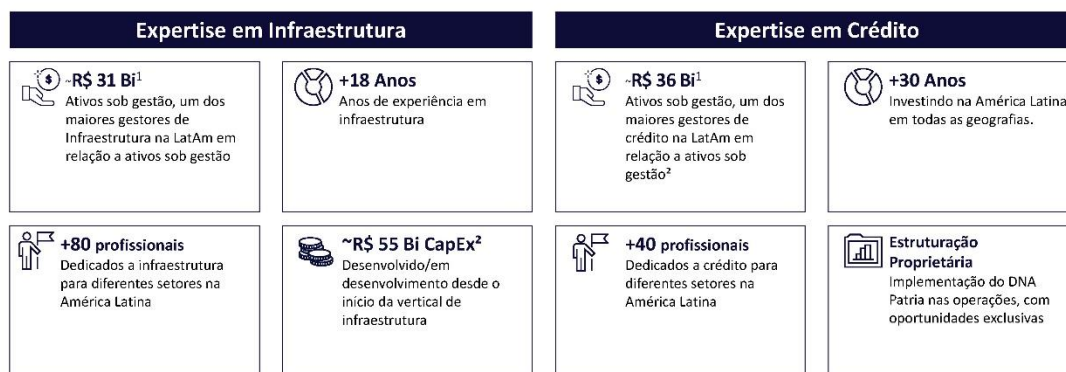 Expertise em Infraestrutura
~R$ 31 Bi¹
Ativos sob gestão, um dos
maiores gestores de
Infraestrutura na LatAm em
relação a ativos sob gestão
+18 Anos
Anos de experiência em
infraestrutura
+80 profissionais
Dedicados a infraestrutura
para diferentes setores na
América Latina
~R$ 55 Bi CapEx²
Desenvolvido/em
desenvolvimento desde o
início da vertical de
infraestrutura
Expertise em Crédito
~R$ 36 Bi¹
Ativos sob gestão, um dos
maiores gestores de
crédito na LatAm em
relação a ativos sob
gestão²
+30 Anos
Investindo na América Latina
em todas as geografias.
+40 profissionais
Dedicados a crédito para
diferentes setores na
América Latina
Estruturação
Proprietária
Implementação do DNA
Patria nas operações, com
oportunidades exclusivas